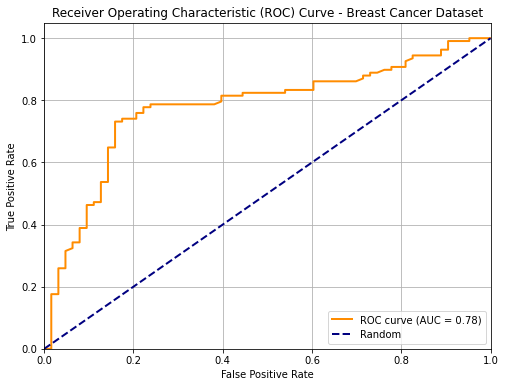 Receiver Operating Characteristic (ROC) Curve - Breast Cancer Dataset
1.0
0.8
0.6
0.4
0.2
0.0
True Positive Rate
0.0 0.2 0.4 0.6 0.8 1.0
False Positive Rate
ROC curve (AUC = 0.78)
Random